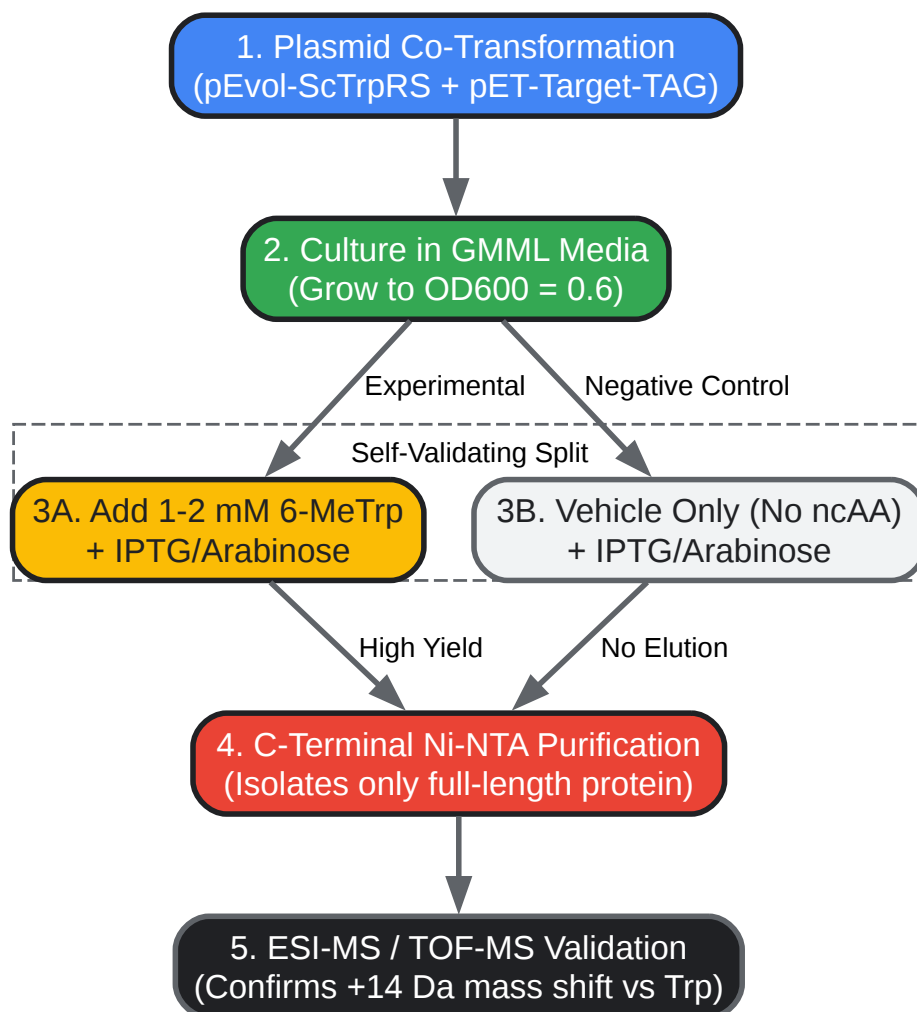 1. Plasmid Co-Transformation
(pEvol-ScTrpRS + pET-Target-TAG)
2. Culture in GMML Media
(Grow to OD600 = 0.6)
Experimental
Negative Control
Self-Validating Split
3A. Add 1-2 mM 6-MeTrp
+ IPTG/Arabinose
3B. Vehicle Only (No ncAA)
+ IPTG/Arabinose
High Yield
No Elution
4. C-Terminal Ni-NTA Purification
(Isolates only full-length protein)
5. ESI-MS / TOF-MS Validation
(Confirms +14 Da mass shift vs Trp)